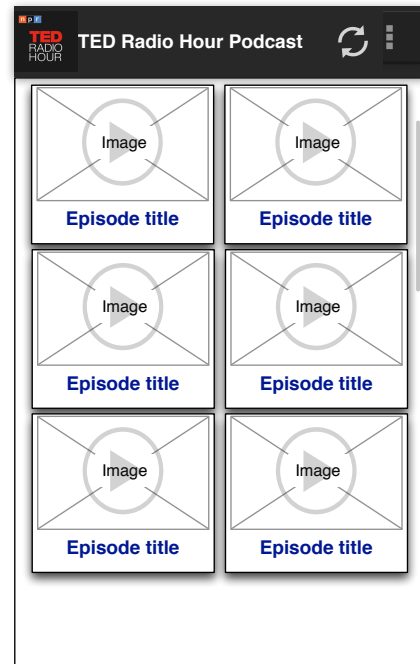 npr
TED
RADIO
HOUR
TED Radio Hour Podcast
Image
Image
Episode title
Episode title
Image
Image
Episode title
Episode title
Image
Image
Episode title
Episode title